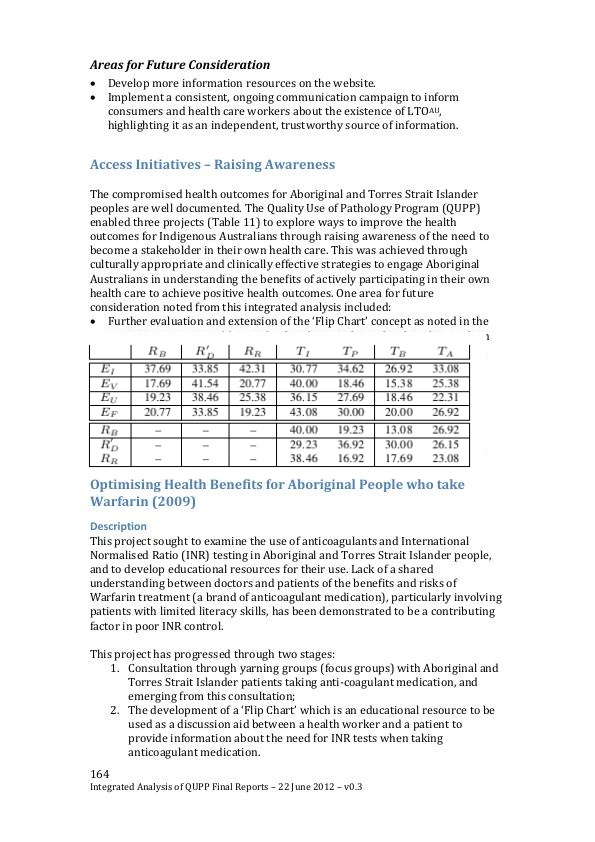 Areas for Future Consideration
• Develop more information resources on the website.
• Implement a consistent, ongoing communication campaign to inform
consumers and health care workers about the existence of LTOAU,
highlighting it as an independent, trustworthy source of information.
Access Initiatives – Raising Awareness
The compromised health outcomes for Aboriginal and Torres Strait Islander
peoples are well documented. The Quality Use of Pathology Program (QUPP)
enabled three projects (Table 11) to explore ways to improve the health
outcomes for Indigenous Australians through raising awareness of the need to
become a stakeholder in their own health care. This was achieved through
culturally appropriate and clinically effective strategies to engage Aboriginal
Australians in understanding the benefits of actively participating in their own
health care to achieve positive health outcomes. One area for future
consideration noted from this integrated analysis included:
• Further evaluation and extension of the ‘Flip Chart’ concept as noted in the
R_B R'_D R_R T_I T_P T_B T_A
E_I 37.69 33.85 42.31 30.77 34.62 26.92 33.08
E_V 17.69 41.54 20.77 40.00 18.46 15.38 25.38
E_U 19.23 38.46 25.38 36.15 27.69 18.46 22.31
E_F 20.77 33.85 19.23 43.08 30.00 20.00 26.92
R_B – – – 40.00 19.23 13.08 26.92
R'_D – – – 29.23 36.92 30.00 26.15
R_R – – – 38.46 16.92 17.69 23.08
Optimising Health Benefits for Aboriginal People who take
Warfarin (2009)
Description
This project sought to examine the use of anticoagulants and International
Normalised Ratio (INR) testing in Aboriginal and Torres Strait Islander people,
and to develop educational resources for their use. Lack of a shared
understanding between doctors and patients of the benefits and risks of
Warfarin treatment (a brand of anticoagulant medication), particularly involving
patients with limited literacy skills, has been demonstrated to be a contributing
factor in poor INR control.
This project has progressed through two stages:
1. Consultation through yarning groups (focus groups) with Aboriginal and
Torres Strait Islander patients taking anti-coagulant medication, and
emerging from this consultation;
2. The development of a ‘Flip Chart’ which is an educational resource to be
used as a discussion aid between a health worker and a patient to
provide information about the need for INR tests when taking
anticoagulant medication.
164
Integrated Analysis of QUPP Final Reports – 22 June 2012 – v0.3